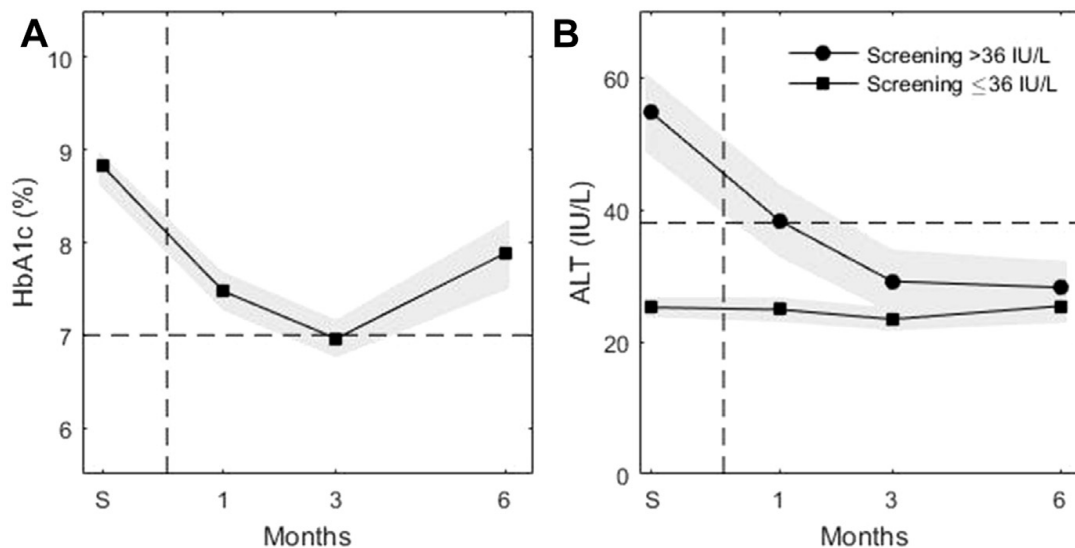 A
HbA1c (%)
10
9
8
7
6
S
1
3
6
Months
B
ALT (IU/L)
60
40
20
0
Screening >36 IU/L
Screening ≤36 IU/L
S
1
3
6
Months